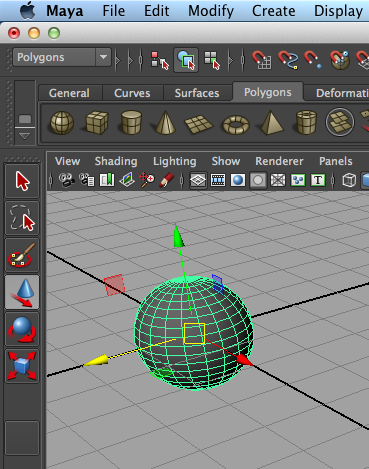 Maya File Edit Modify Create Display
Polygons
General Curves Surfaces Polygons Deformati
View Shading Lighting Show Renderer Panels
T